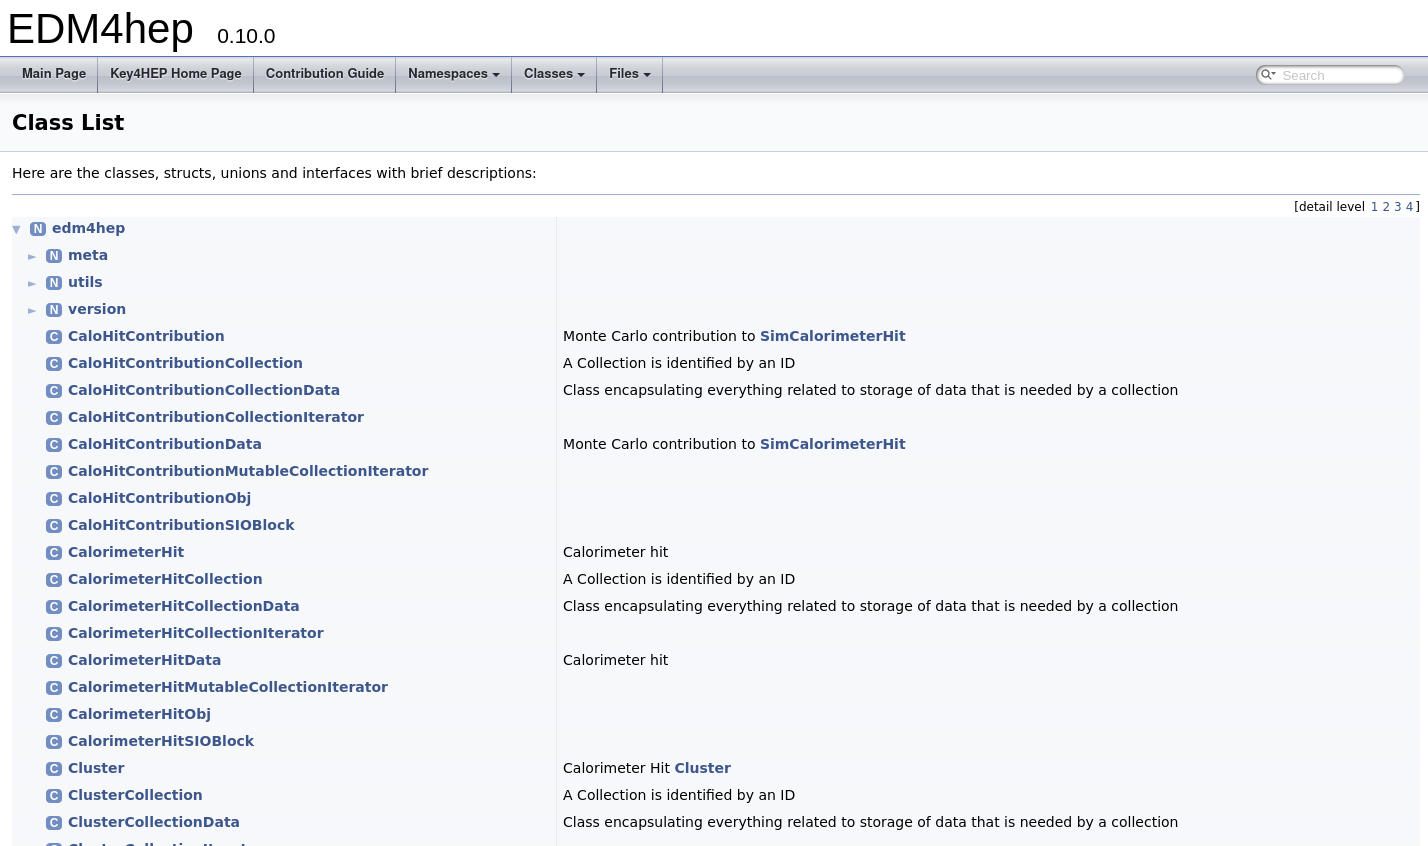 EDM4hep 0.10.0
Main Page Key4HEP Home Page Contribution Guide Namespaces Classes Files Search
Class List
Here are the classes, structs, unions and interfaces with brief descriptions:
[detail level 1 2 3 4]
N edm4hep
N meta
N utils
N version
C CaloHitContribution Monte Carlo contribution to SimCalorimeterHit
C CaloHitContributionCollection A Collection is identified by an ID
C CaloHitContributionCollectionData Class encapsulating everything related to storage of data that is needed by a collection
C CaloHitContributionCollectionIterator
C CaloHitContributionData Monte Carlo contribution to SimCalorimeterHit
C CaloHitContributionMutableCollectionIterator
C CaloHitContributionObj
C CaloHitContributionSIOBlock
C CalorimeterHit Calorimeter hit
C CalorimeterHitCollection A Collection is identified by an ID
C CalorimeterHitCollectionData Class encapsulating everything related to storage of data that is needed by a collection
C CalorimeterHitCollectionIterator
C CalorimeterHitData Calorimeter hit
C CalorimeterHitMutableCollectionIterator
C CalorimeterHitObj
C CalorimeterHitSIOBlock
C Cluster Calorimeter Hit Cluster
C ClusterCollection A Collection is identified by an ID
C ClusterCollectionData Class encapsulating everything related to storage of data that is needed by a collection